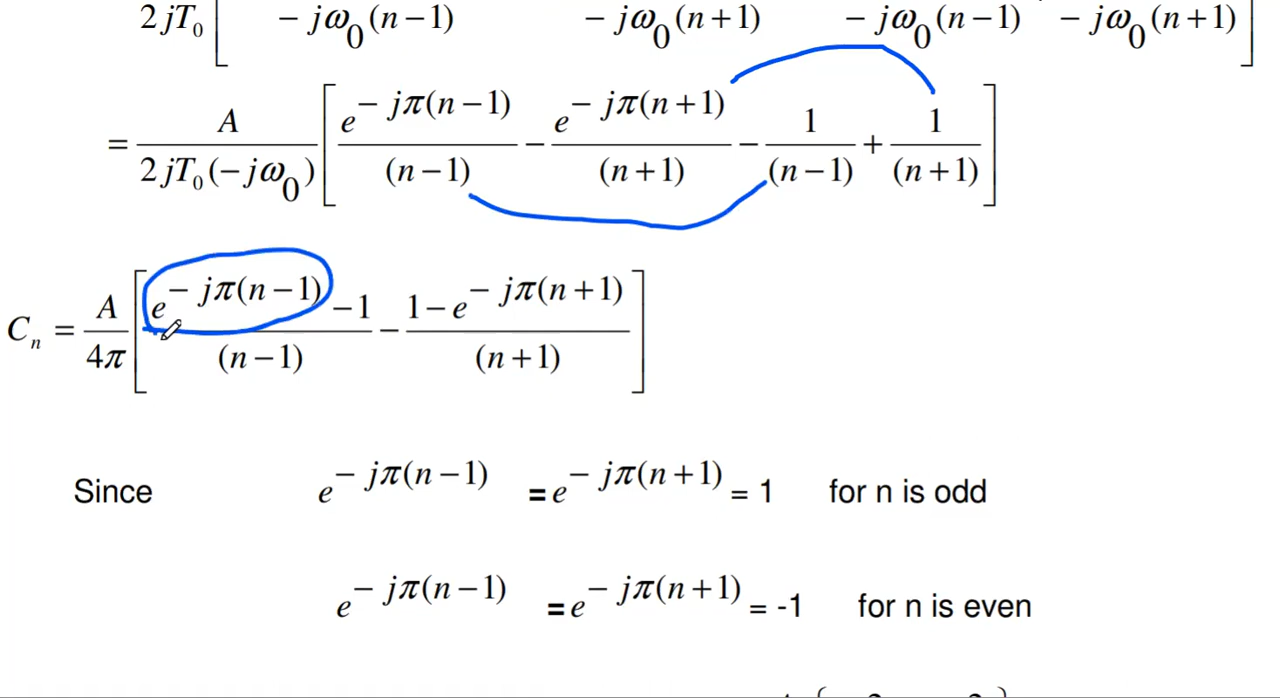 2jT₀ [ −jω₀(n−1) −jω₀(n+1) −jω₀(n−1) −jω₀(n+1) ]
= A / 2jT₀(−jω₀) [ e^{−jπ(n−1)} / (n−1) − e^{−jπ(n+1)} / (n+1) − 1 / (n−1) + 1 / (n+1) ]
Cₙ = A / 4π [ e^{−jπ(n−1)} −1 / (n−1) − 1−e^{−jπ(n+1)} / (n+1) ]
Since e^{−jπ(n−1)} = e^{−jπ(n+1)} = 1 for n is odd
e^{−jπ(n−1)} = e^{−jπ(n+1)} = -1 for n is even